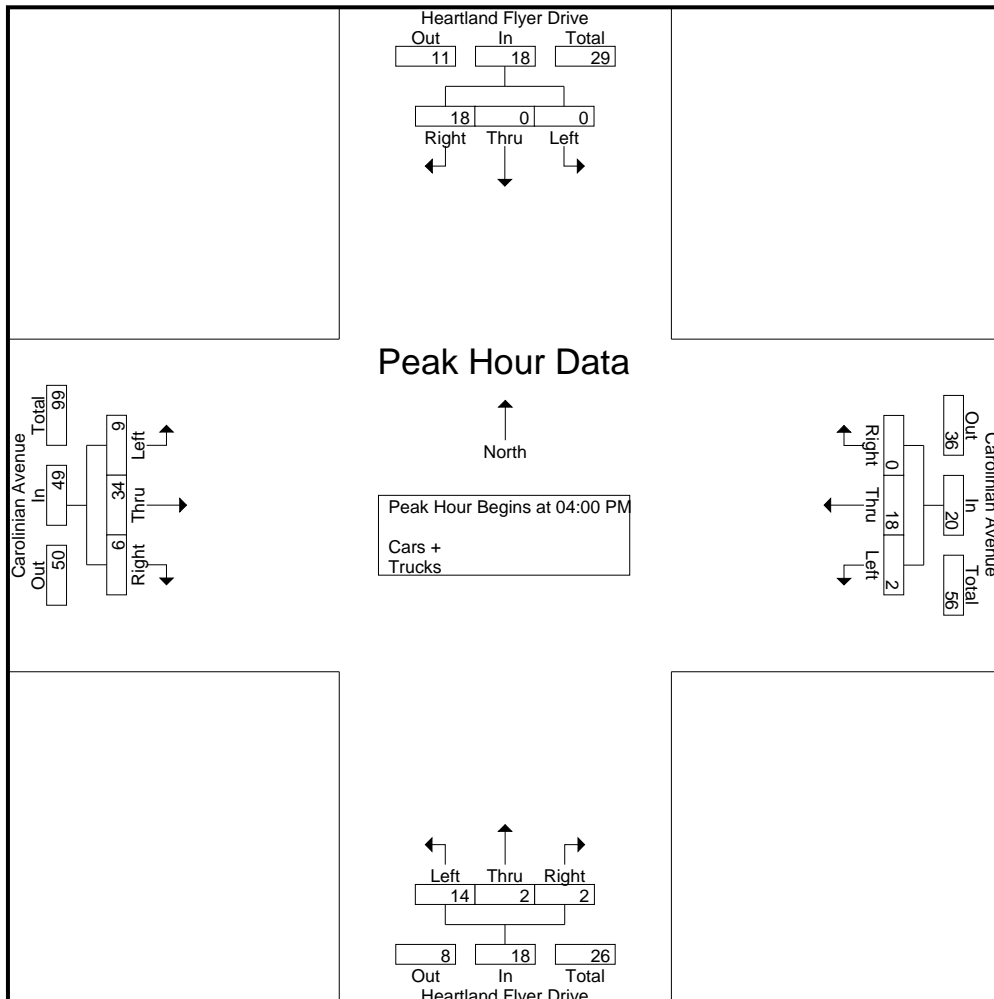 Heartland Flyer Drive
Out In Total
11 18 29
18 0 0
Right Thru Left
Peak Hour Data
North
Peak Hour Begins at 04:00 PM
Cars +
Trucks
Carolinian Avenue
Total In Out
99 49 50
9 34 6
Left Thru Right
Right Thru Left
0 18 2
36 20 56
Out In Total
Carolinian Avenue
Left Thru Right
14 2 2
8 18 26
Out In Total
Heartland Flyer Drive